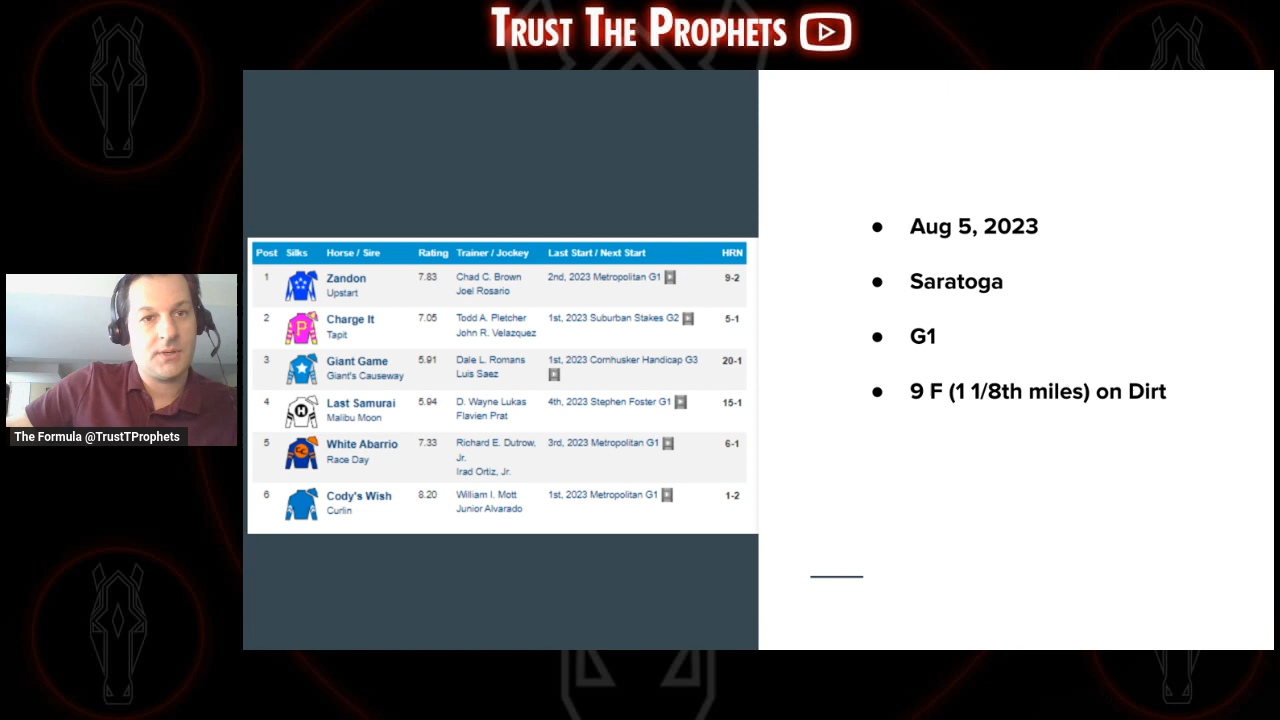 TRUST THE PROPHETS
Post Silks Horse / Sire Rating Trainer / Jockey Last Start / Next Start HRN
1 Zandon 7.83 Chad C. Brown 2nd, 2023 Metropolitan G1 9-2
Upstart Joel Rosario
2 P Charge It 7.05 Todd A. Pletcher 1st, 2023 Suburban Stakes G2 5-1
Tapit John R. Velazquez
3 Giant Game 5.91 Dale L. Romans 1st, 2023 Cornhusker Handicap G3 20-1
Giant's Causeway Luis Saez
4 H Last Samurai 5.94 D. Wayne Lukas 4th, 2023 Stephen Foster G1 15-1
Malibu Moon Flavien Prat
5 White Abarrio 7.33 Richard E. Dutrow, 3rd, 2023 Metropolitan G1 6-1
Race Day Jr.
Irad Ortiz, Jr.
6 Cody's Wish 8.20 William I. Mott 1st, 2023 Metropolitan G1 1-2
Curlin Junior Alvarado
● Aug 5, 2023
● Saratoga
● G1
● 9 F (1 1/8th miles) on Dirt
The Formula @TrustTProphets